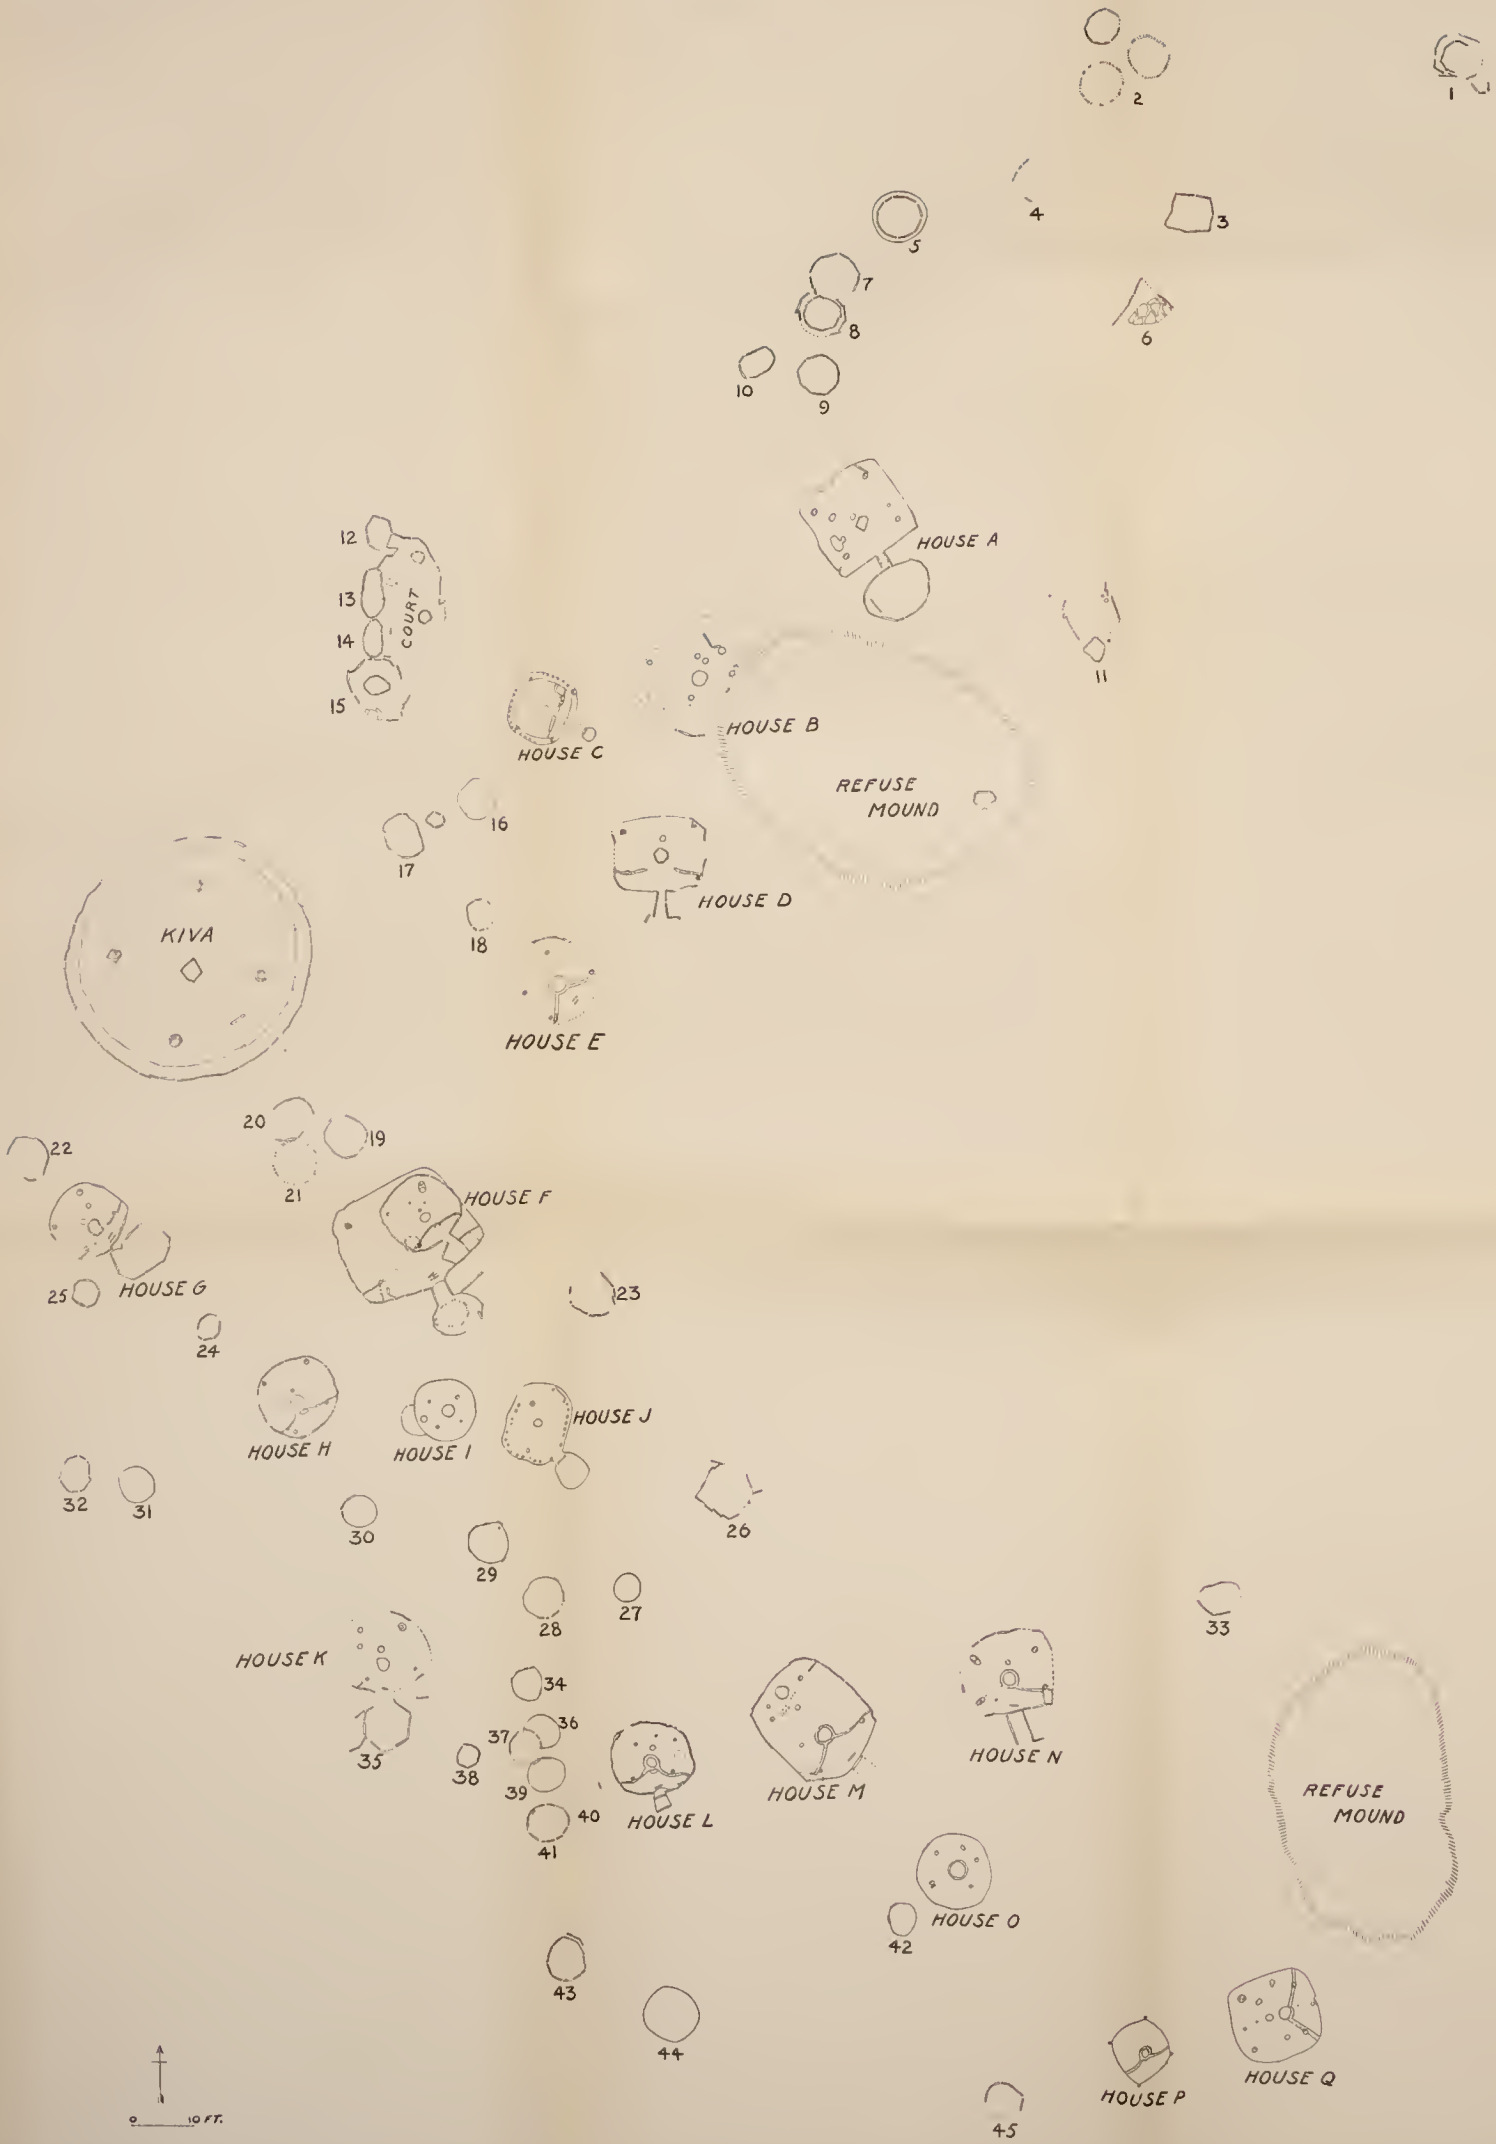 1
2
3
4
5
6
7
8
9
10
HOUSE A
12
13
COURT
14
15
11
HOUSE B
HOUSE C
REFUSE
MOUND
16
17
HOUSE D
18
KIVA
HOUSE E
20
19
22
21
HOUSE F
25
HOUSE G
23
24
HOUSE J
HOUSE H
HOUSE I
32
31
30
26
29
27
28
33
HOUSE K
34
36
37
35
38
39
40
41
HOUSE L
HOUSE M
HOUSE N
REFUSE
MOUND
HOUSE O
42
43
44
HOUSE P
HOUSE Q
45
0 10 FT.